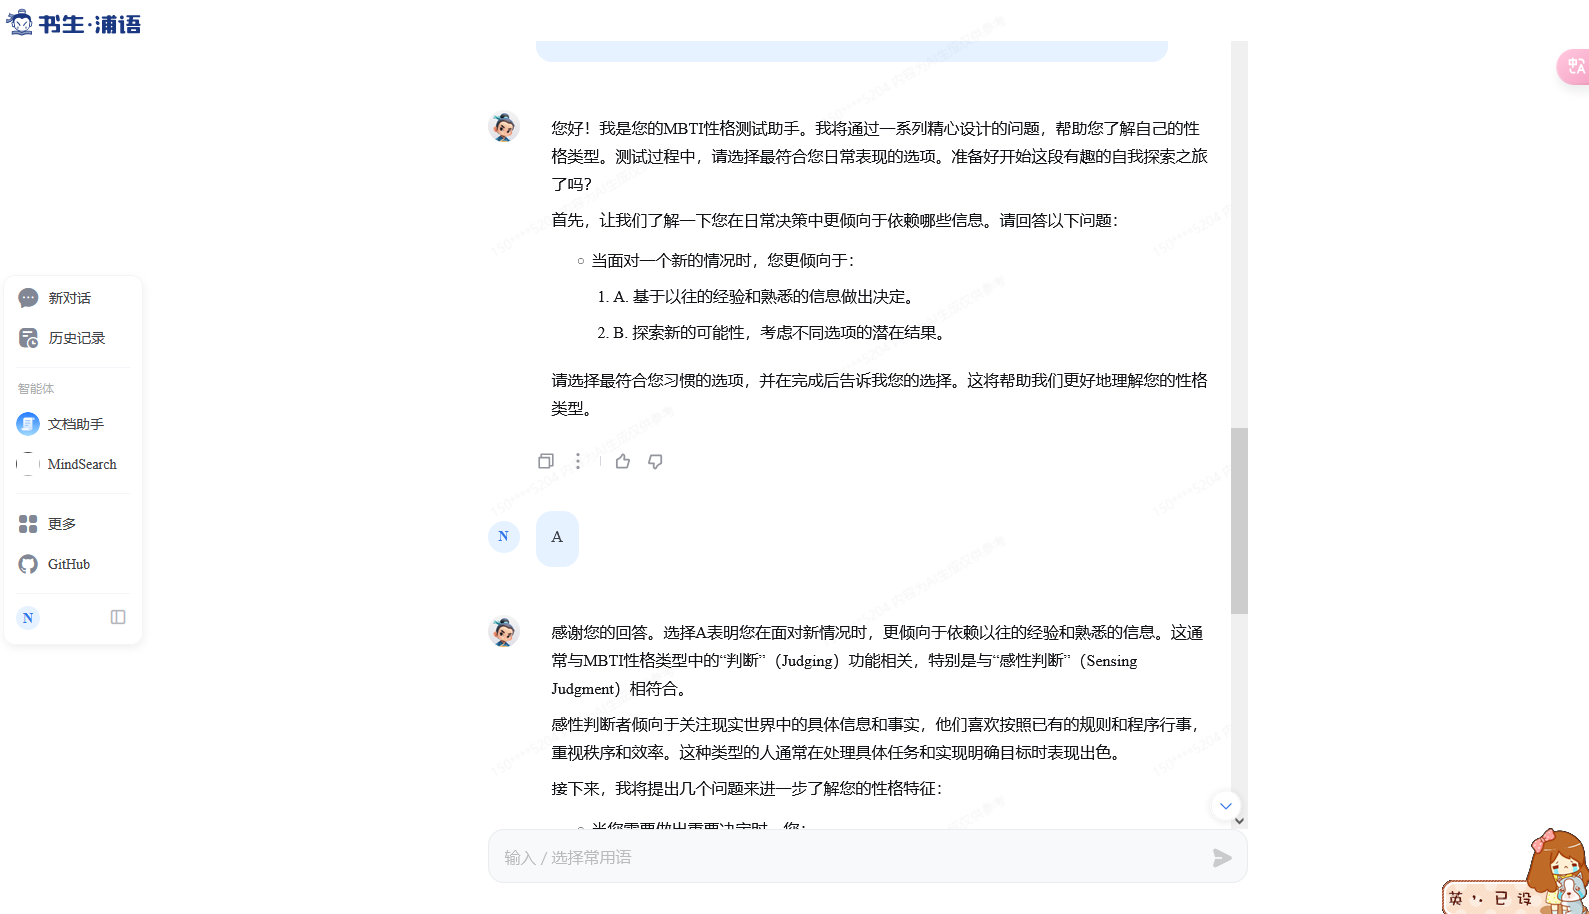 书生·浦语
您好！我是您的MBTI性格测试助手。我将通过一系列精心设计的问题，帮助您了解自己的性
格类型。测试过程中，请选择最符合您日常表现的选项。准备好开始这段有趣的自我探索之旅
了吗？
首先，让我们了解一下您在日常决策中更倾向于依赖哪些信息。请回答以下问题：
当面对一个新的情况时，您更倾向于：
1. A. 基于以往的经验和熟悉的信息做出决定。
2. B. 探索新的可能性，考虑不同选项的潜在结果。
请选择最符合您习惯的选项，并在完成后告诉我您的选择。这将帮助我们更好地理解您的性格
类型。
N
A
感谢您的回答。选择A表明您在面对新情况时，更倾向于依赖以往的经验和熟悉的信息。这通
常与MBTI性格类型中的“判断”（Judging）功能相关，特别是与“感性判断”（Sensing
Judgment）相符合。
感性判断者倾向于关注现实世界中的具体信息和事实，他们喜欢按照已有的规则和程序行事，
重视秩序和效率。这种类型的人通常在处理具体任务和实现明确目标时表现出色。
接下来，我将提出几个问题来进一步了解您的性格特征：
当您需要做出重要决定时，您：
输入 / 选择常用语
新对话
历史记录
智能体
文档助手
MindSearch
更多
GitHub
N
中A
英 已 设